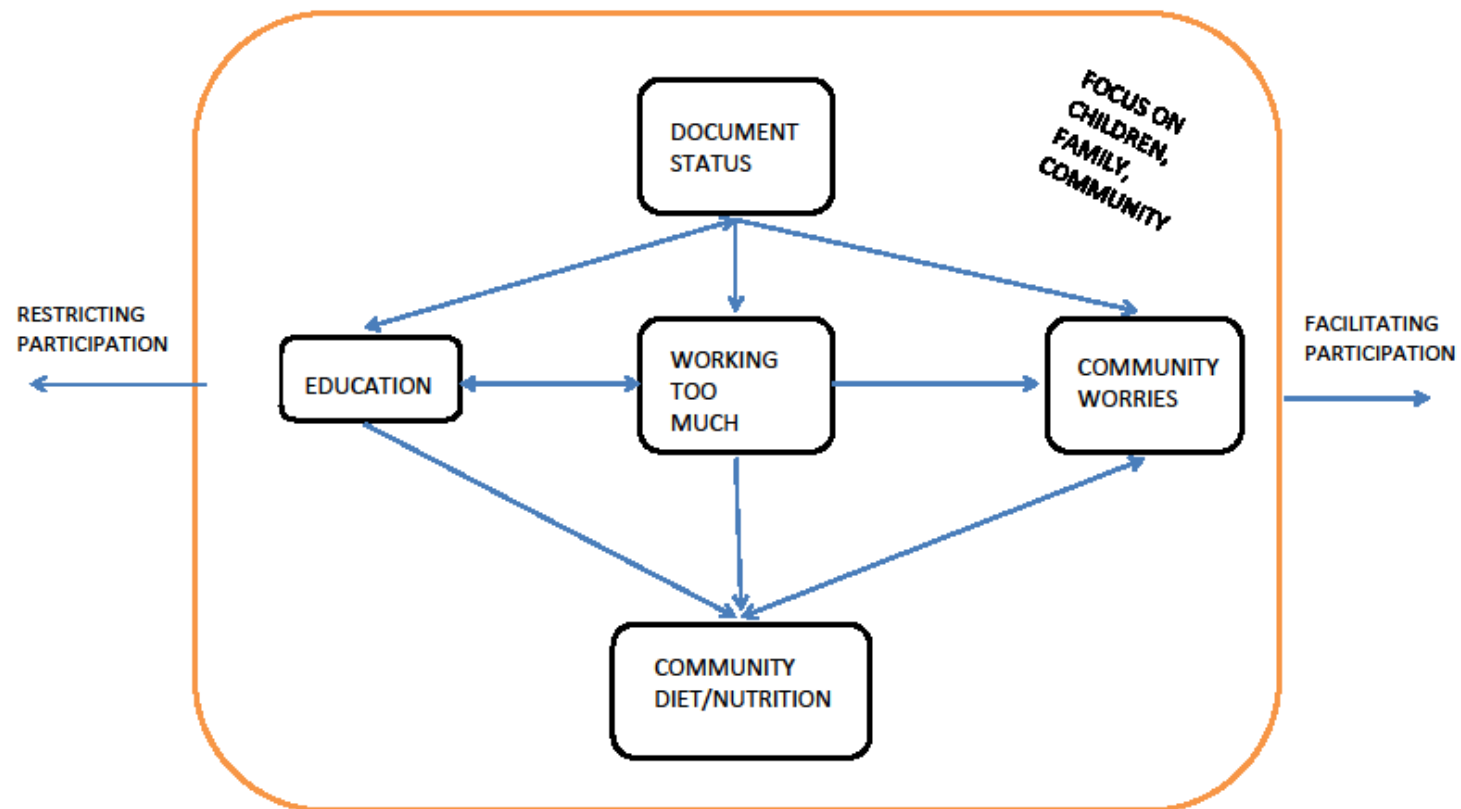 DOCUMENT
STATUS
FOCUS ON
CHILDREN,
FAMILY,
COMMUNITY
RESTRICTING
PARTICIPATION
EDUCATION
WORKING
TOO
MUCH
COMMUNITY
WORRIES
FACILITATING
PARTICIPATION
COMMUNITY
DIET/NUTRITION